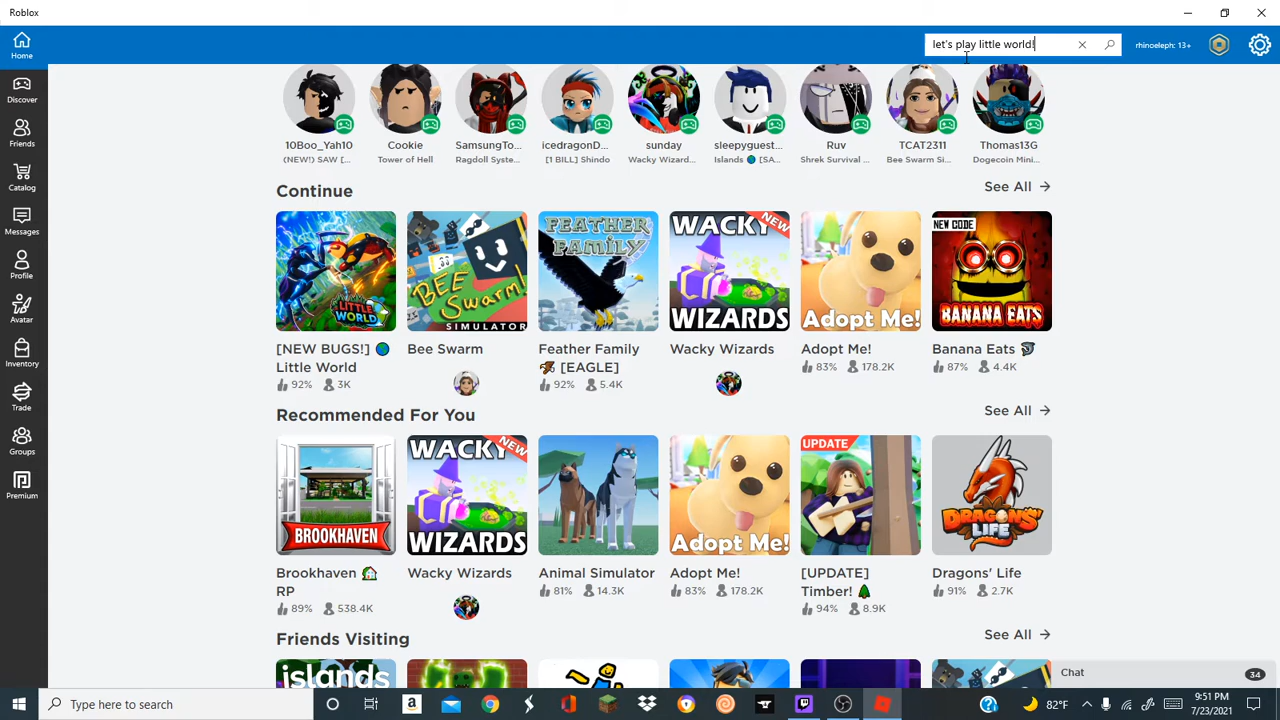 Roblox
Home
let's play little world!
rhinoeleph: 13+
Discover
Friends
Catalog
Messages
Profile
Avatar
Inventory
Trade
Groups
Premium
10Boo_Yah10
Cookie
SamsungTo...
icedragonD...
sunday
sleepyguest...
Ruv
TCAT2311
Thomas13G
(NEW!) SAW [...
Tower of Hell
Ragdoll Syste...
[1 BILL] Shindo
Wacky Wizard...
Islands [SA...
Shrek Survival ...
Bee Swarm Si...
Dogecoin Mini...
Continue
See All
LITTLE WORLD
BEE SWARM! SIMULATOR
FEATHER FAMILY
WACKY WIZARDS NEW
Adopt Me!
NEW CODE BANANA EATS
[NEW BUGS!] Little World
92% 3K
Bee Swarm
Feather Family [EAGLE]
92% 5.4K
Wacky Wizards
Adopt Me!
83% 178.2K
Banana Eats
87% 4.4K
Recommended For You
See All
BROOKHAVEN
WACKY WIZARDS NEW
Adopt Me!
UPDATE
DRAGONS' LIFE
Brookhaven RP
89% 538.4K
Wacky Wizards
Animal Simulator
81% 14.3K
Adopt Me!
83% 178.2K
[UPDATE] Timber!
94% 8.9K
Dragons' Life
91% 2.7K
Friends Visiting
See All
islands
Chat
34
Type here to search
82°F
9:51 PM
7/23/2021